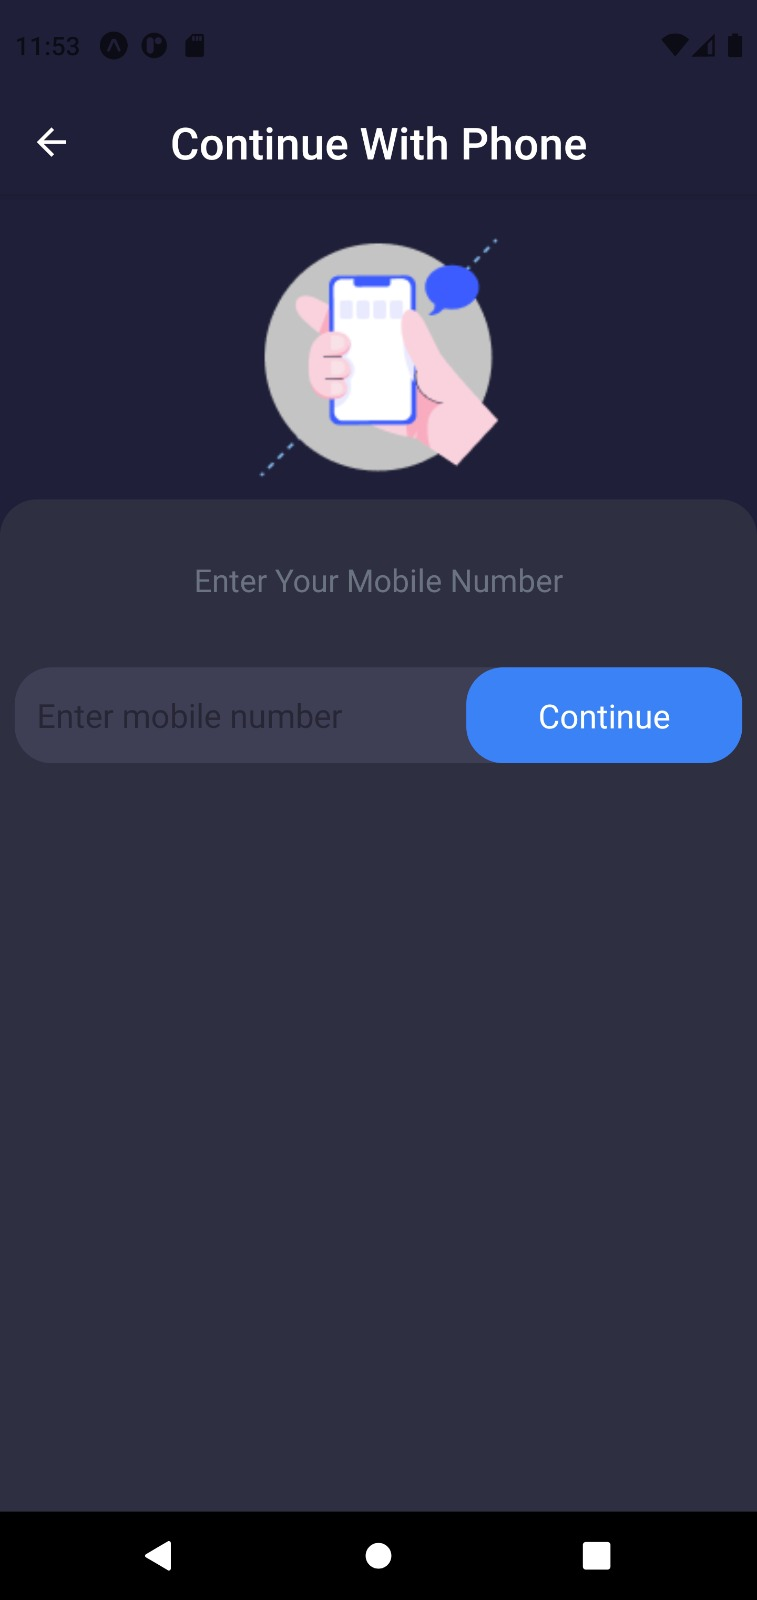 11:53
Continue With Phone
Enter Your Mobile Number
Enter mobile number
Continue